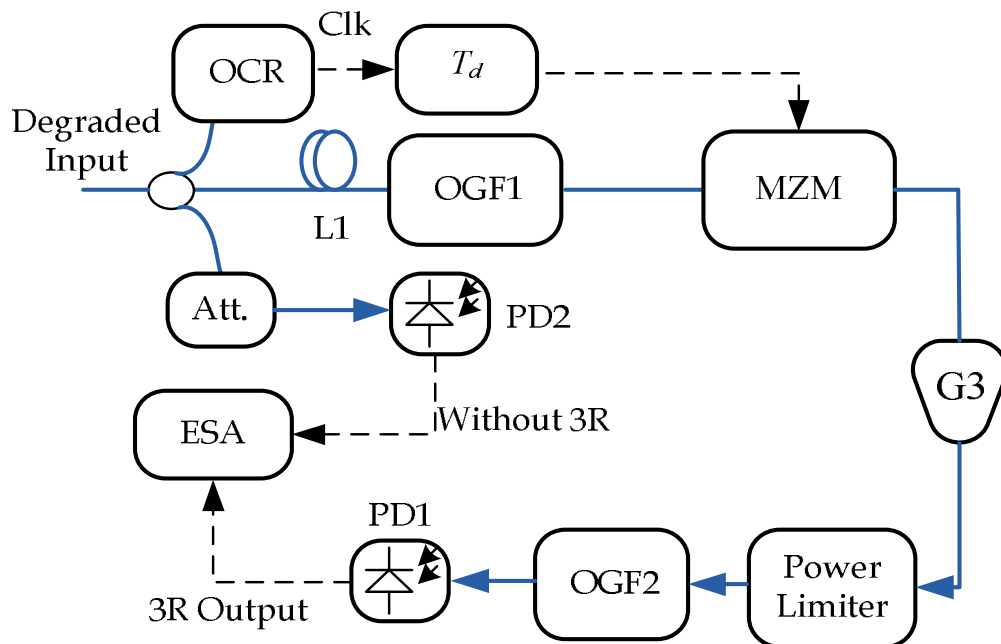 Clk
OCR
T_d
Degraded
Input
OGF1
MZM
L1
Att.
PD2
G3
Without 3R
ESA
PD1
OGF2
Power
Limiter
3R Output